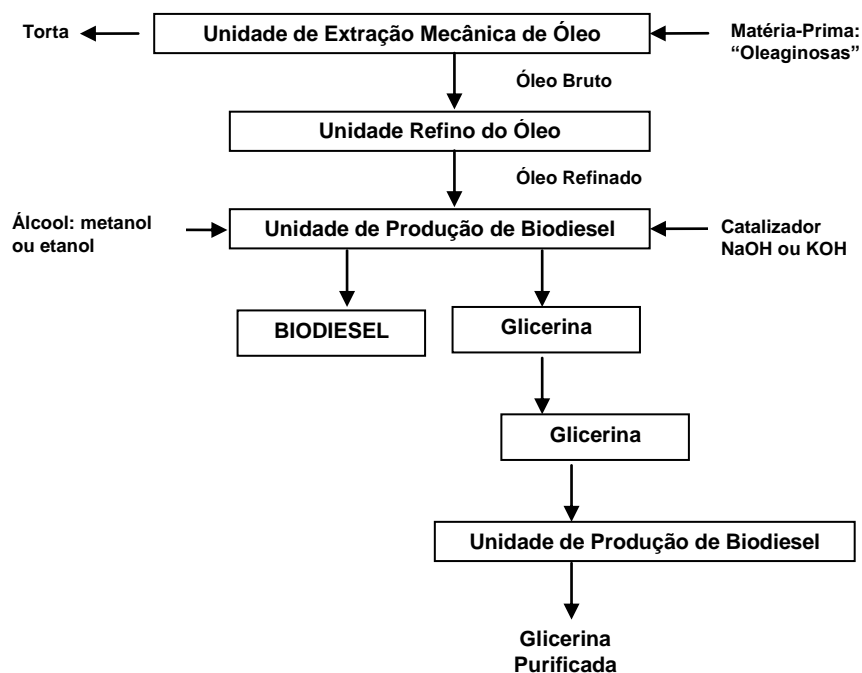 Torta
Unidade de Extração Mecânica de Óleo
Matéria-Prima:
“Oleaginosas”
Óleo Bruto
Unidade Refino do Óleo
Óleo Refinado
Álcool: metanol
ou etanol
Unidade de Produção de Biodiesel
Catalizador
NaOH ou KOH
BIODIESEL
Glicerina
Glicerina
Unidade de Produção de Biodiesel
Glicerina
Purificada